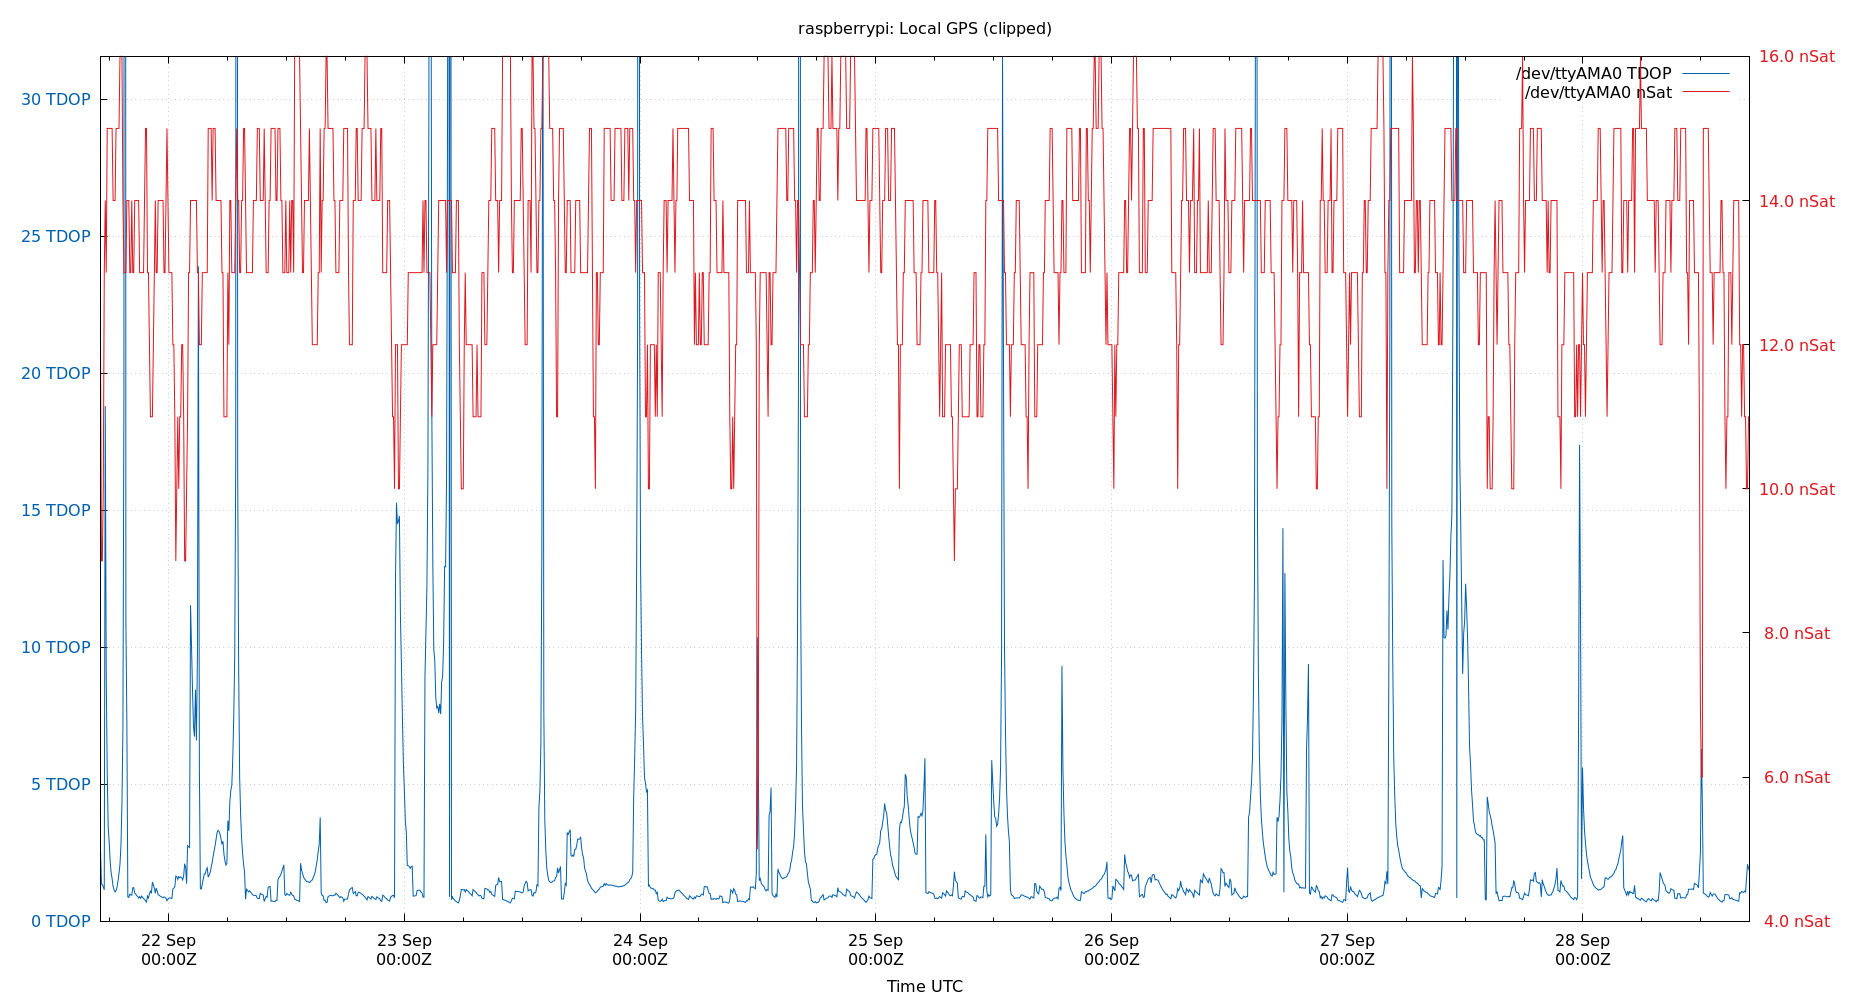 raspberrypi: Local GPS (clipped)
/dev/ttyAMA0 TDOP
/dev/ttyAMA0 nSat
30 TDOP
25 TDOP
20 TDOP
15 TDOP
10 TDOP
5 TDOP
0 TDOP
16.0 nSat
14.0 nSat
12.0 nSat
10.0 nSat
8.0 nSat
6.0 nSat
4.0 nSat
22 Sep
00:00Z
23 Sep
00:00Z
24 Sep
00:00Z
25 Sep
00:00Z
26 Sep
00:00Z
27 Sep
00:00Z
28 Sep
00:00Z
Time UTC